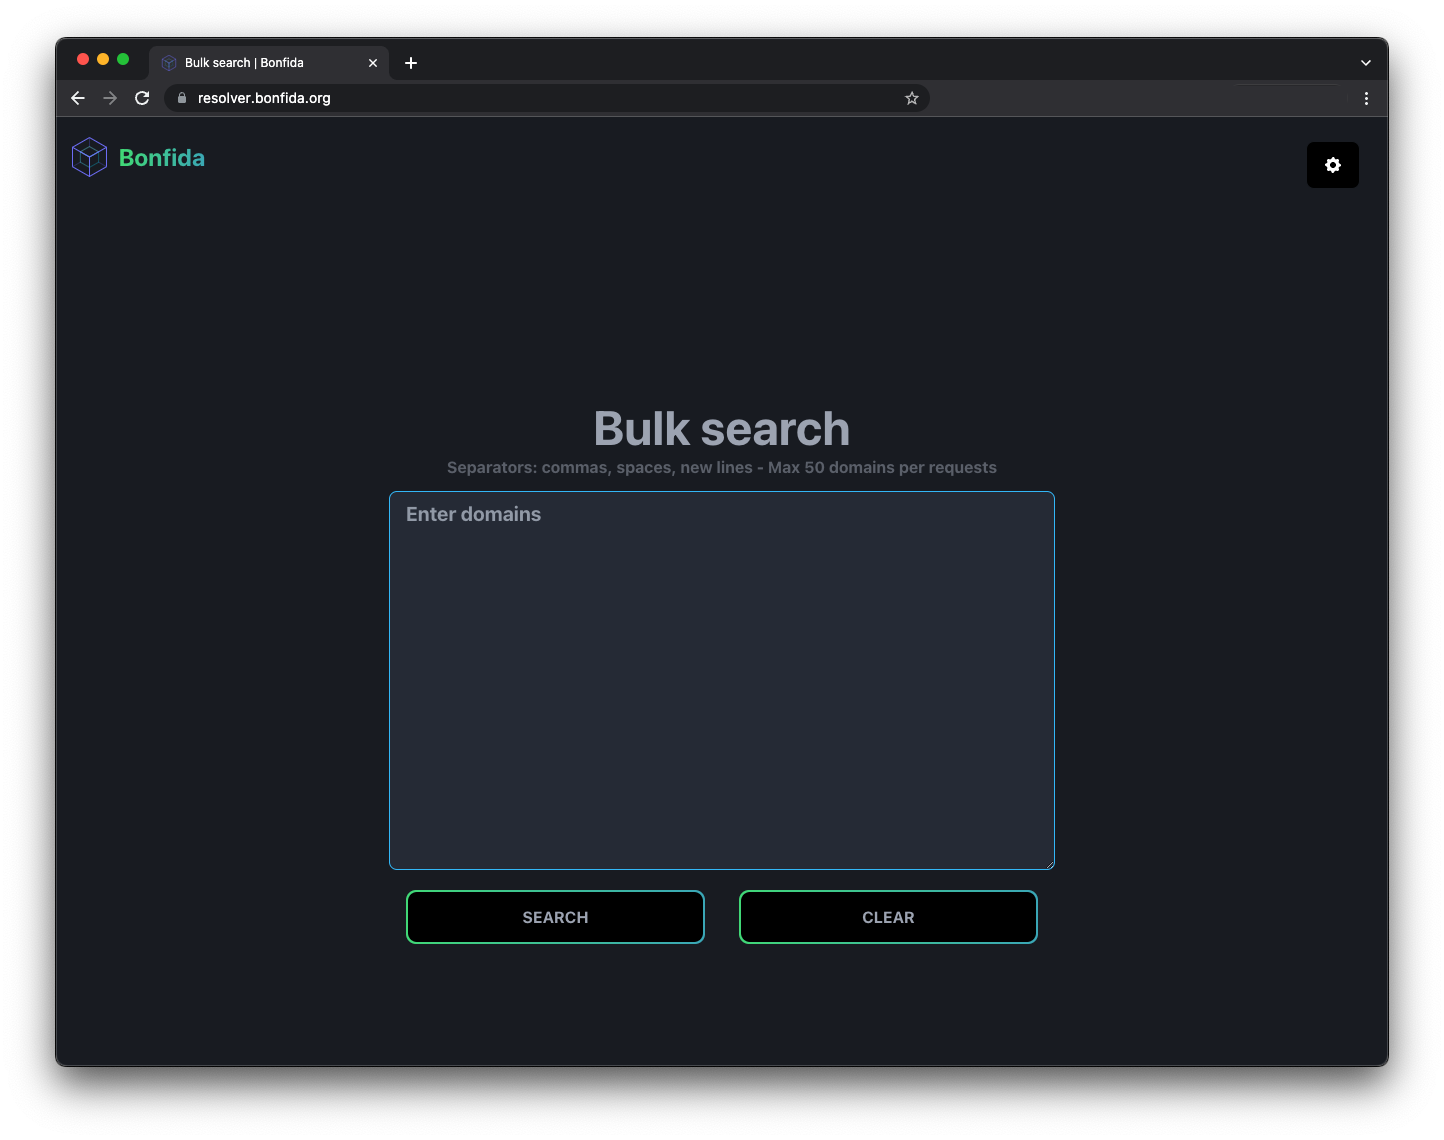 Bulk search | Bonfida
resolver.bonfida.org
Bonfida
Bulk search
Separators: commas, spaces, new lines - Max 50 domains per requests
Enter domains
SEARCH
CLEAR